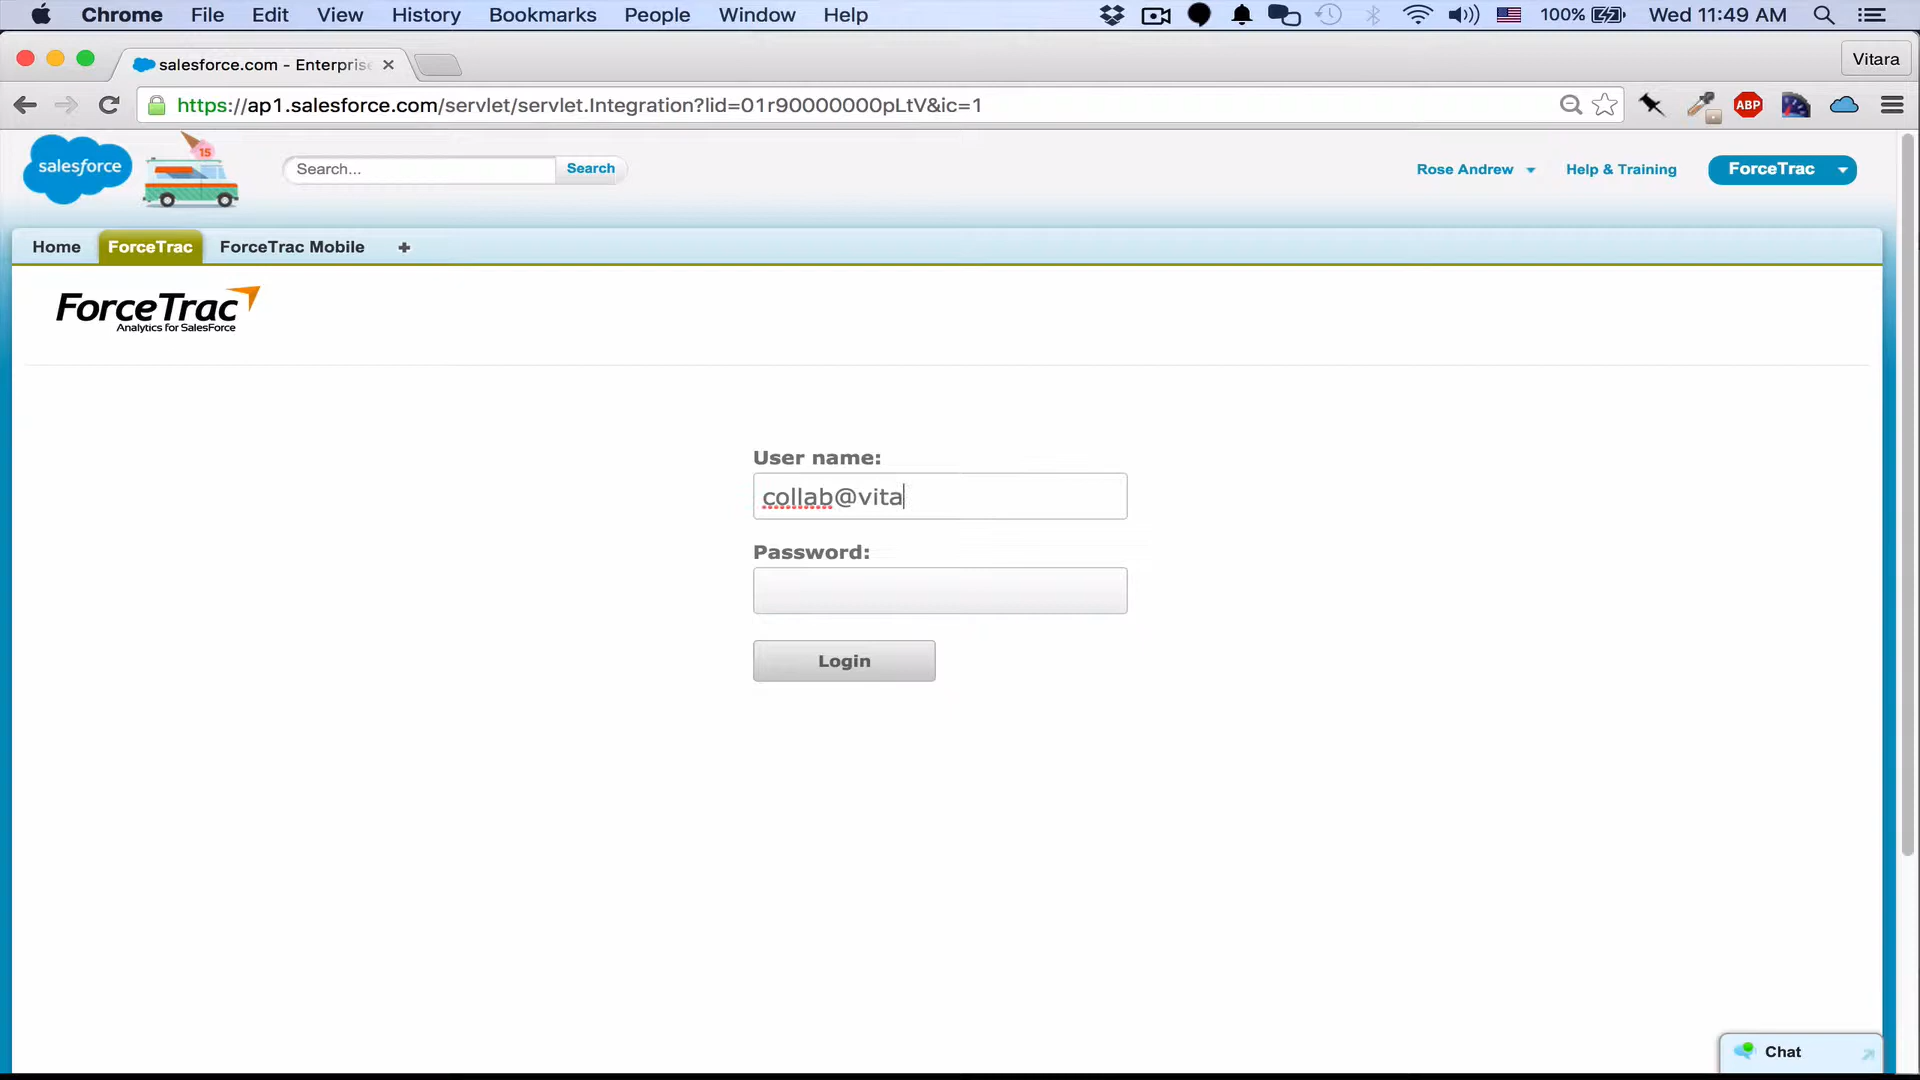 Chrome File Edit View History Bookmarks People Window Help 100% Wed 11:49 AM
salesforce.com - Enterprise
Vitara
https://ap1.salesforce.com/servlet/servlet.Integration?lid=01r90000000pLtV&ic=1
ABP
salesforce
15
Search...
Search
Rose Andrew
Help & Training
ForceTrac
Home ForceTrac ForceTrac Mobile +
ForceTrac
Analytics for SalesForce
User name:
collab@vita
Password:
Login
Chat